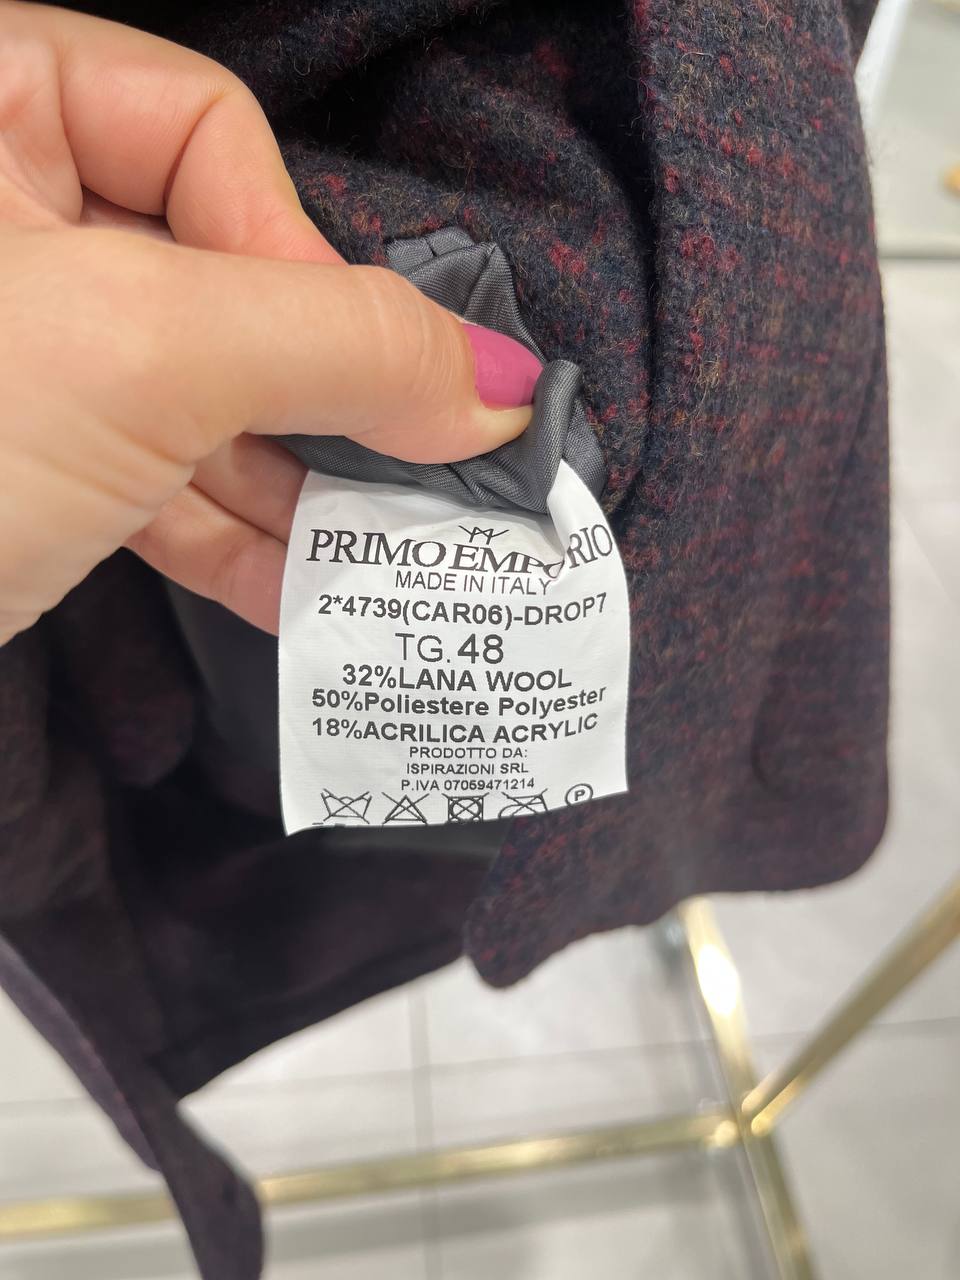 PRIMO EMPORIO
MADE IN ITALY
2*4739(CAR06)-DROP7
TG. 48
32%LANA WOOL
50%Poliestere Polyester
18%ACRILICA ACRYLIC
PRODOTTO DA:
ISPIRAZIONI SRL
P.IVA 07059471214
P